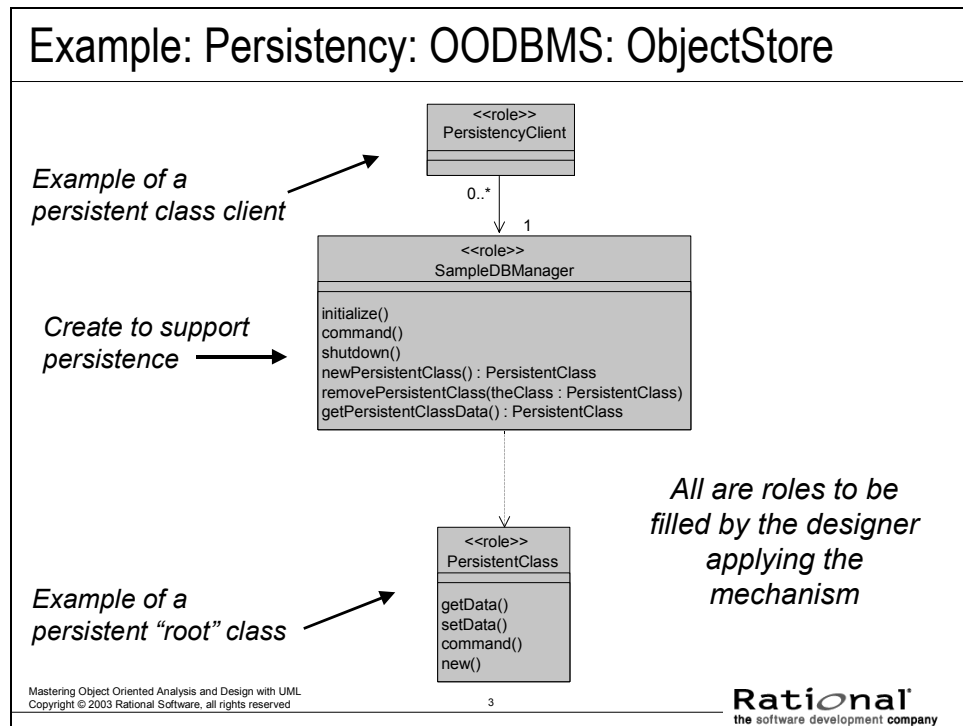 Example: Persistency: OODBMS: ObjectStore
<<role>>
PersistencyClient
Example of a
persistent class client
0..*
1
<<role>>
SampleDBManager
initialize()
command()
shutdown()
newPersistentClass() : PersistentClass
removePersistentClass(theClass : PersistentClass)
getPersistentClassData() : PersistentClass
Create to support
persistence
All are roles to be
filled by the designer
applying the
mechanism
<<role>>
PersistentClass
getData()
setData()
command()
new()
Example of a
persistent “root” class
Mastering Object Oriented Analysis and Design with UML
Copyright © 2003 Rational Software, all rights reserved
3
Rational
the software development company